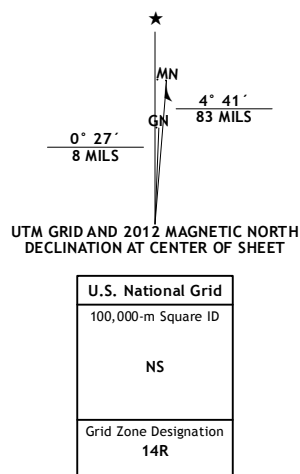 MN
4° 41´
83 MILS
GN
0° 27´
8 MILS
UTM GRID AND 2012 MAGNETIC NORTH
DECLINATION AT CENTER OF SHEET
U.S. National Grid
100,000-m Square ID
NS
Grid Zone Designation
14R